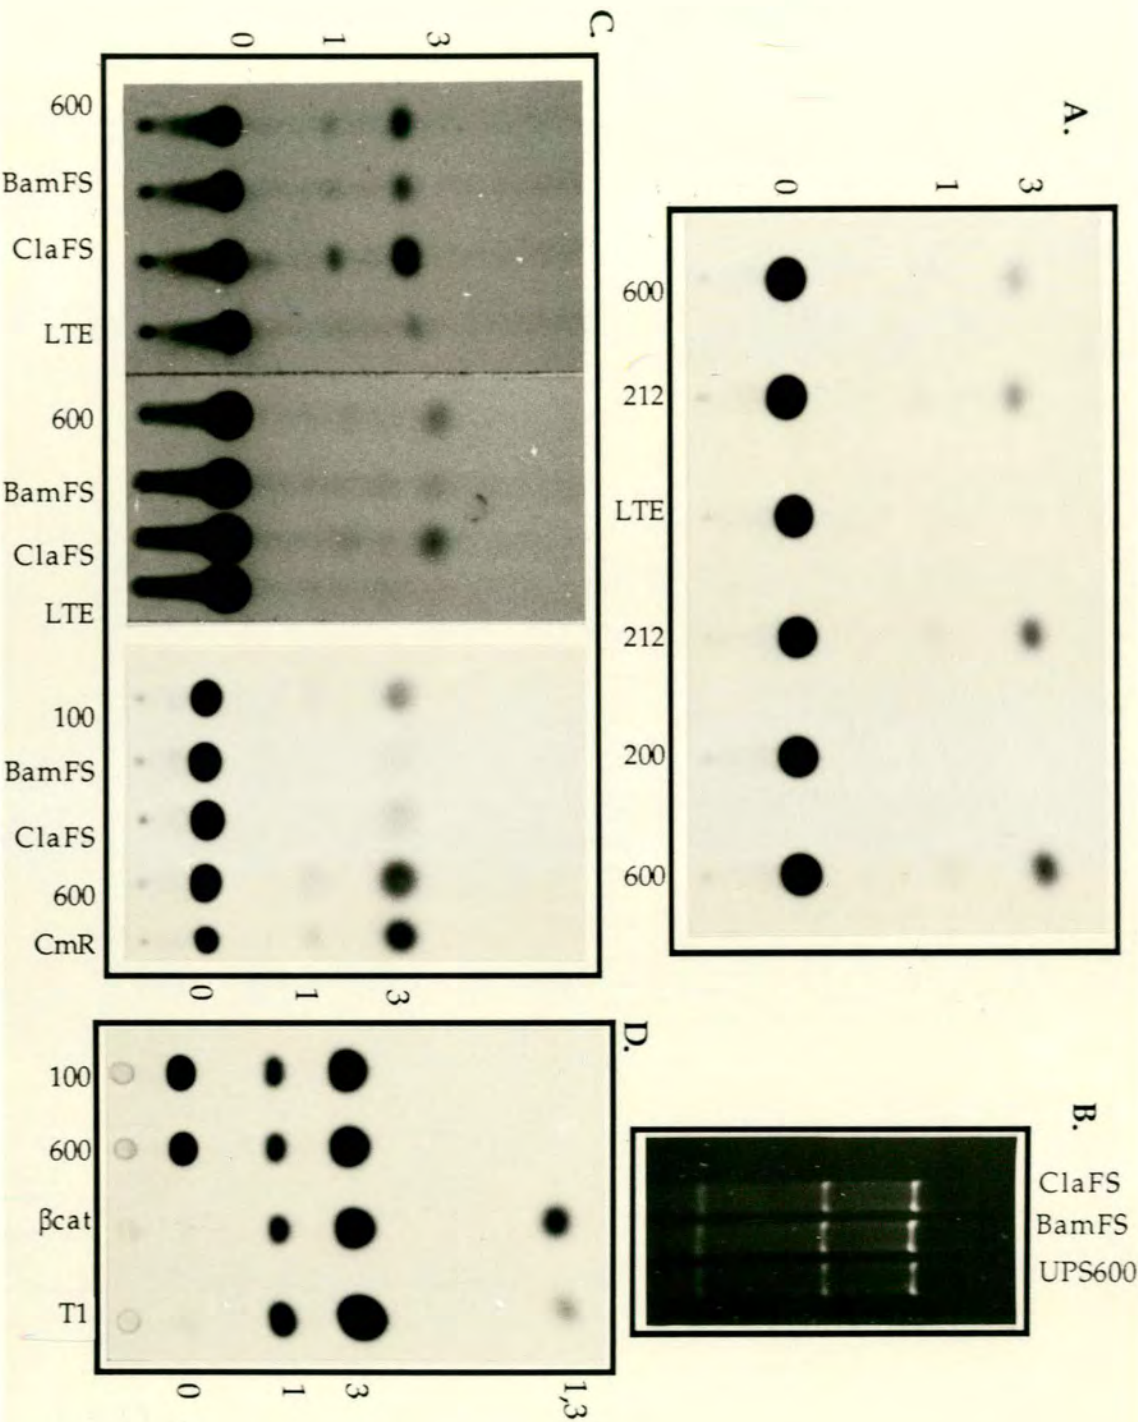 C.
0 1 3
600
BamFS
ClaFS
LTE
600
BamFS
ClaFS
LTE
100
BamFS
ClaFS
600
CmR
0 1 3
A.
0 1 3
600
212
LTE
212
200
600
D.
100
600
βcat
T1
0 1 3 1,3
B.
ClaFS
BamFS
UPS600